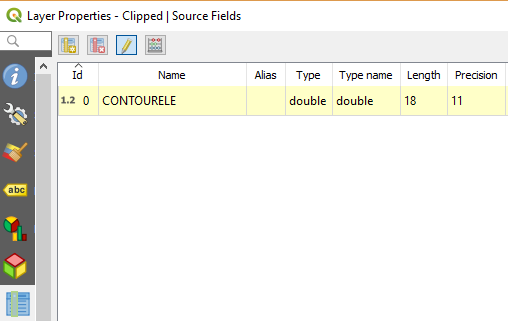 Layer Properties - Clipped | Source Fields
Id Name Alias Type Type name Length Precision
1.2 0 CONTOURELE double double 18 11
abc